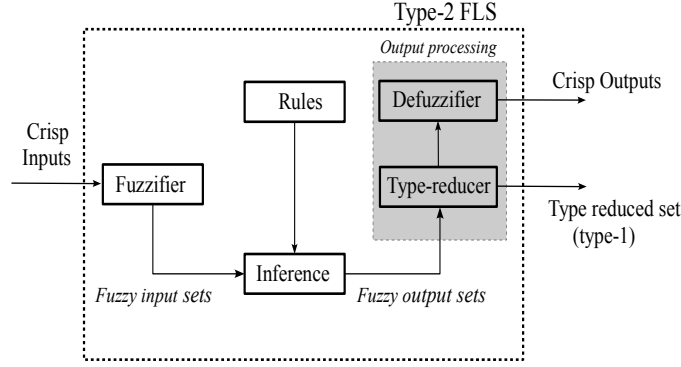 Type-2 FLS
Output processing
Rules
Defuzzifier
Crisp Outputs
Crisp
Inputs
Fuzzifier
Type-reducer
Type reduced set
(type-1)
Inference
Fuzzy input sets
Fuzzy output sets